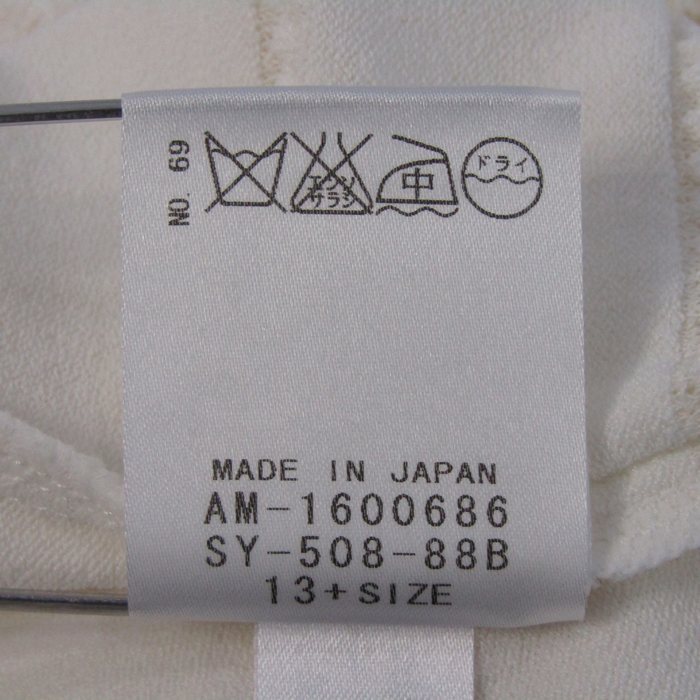 NO. 69
エンソ
サラシ
中
ドライ
MADE IN JAPAN
AM-1600686
SY-508-88B
13+SIZE